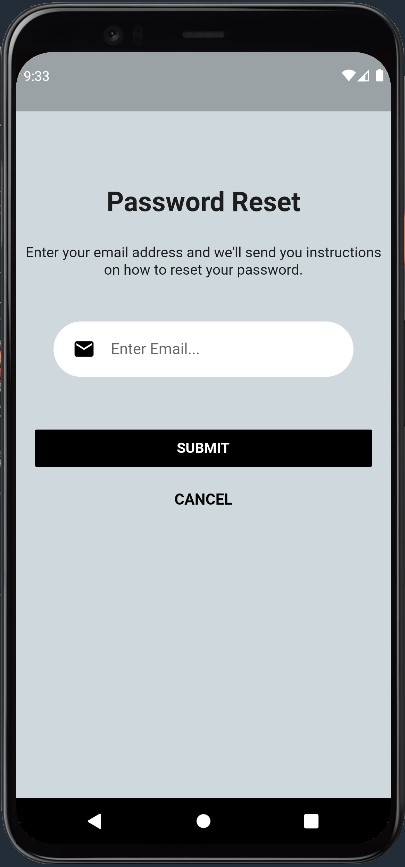 9:33
Password Reset
Enter your email address and we'll send you instructions
on how to reset your password.
Enter Email...
SUBMIT
CANCEL